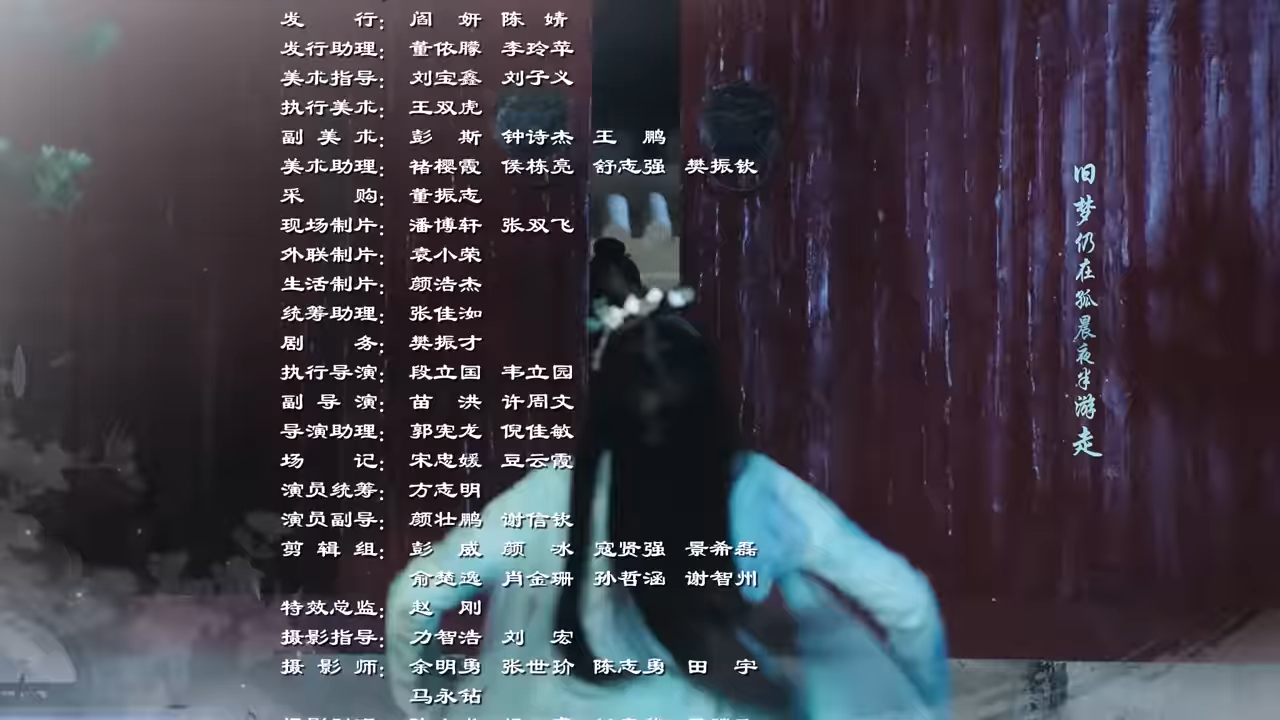 发行：阎妍 陈婧
发行助理：董依朦 李玲苹
美术指导：刘宝鑫 刘子义
执行美术：王双虎
副美术：彭斯 钟诗杰 王鹏
美术助理：褚樱霞 侯栋亮 舒志强 樊振钦
采购：董振志
现场制片：潘博轩 张双飞
外联制片：袁小荣
生活制片：颜浩杰
统筹助理：张佳洳
剧务：樊振才
执行导演：段立国 韦立园
副导演：苗洪 许周文
导演助理：郭宪龙 倪佳敏
场记：宋忠媛 豆云霞
演员统筹：方志明
演员副导：颜壮鹏 谢信钦
剪辑组：彭威 颜冰 寇贤强 景希磊
俞楚逸 肖金珊 孙哲涵 谢智州
特效总监：赵刚
摄影指导：力智浩 刘宏
摄影师：余明勇 张世玠 陈志勇 田宇
马永钻
旧梦仍在孤晨夜半游走